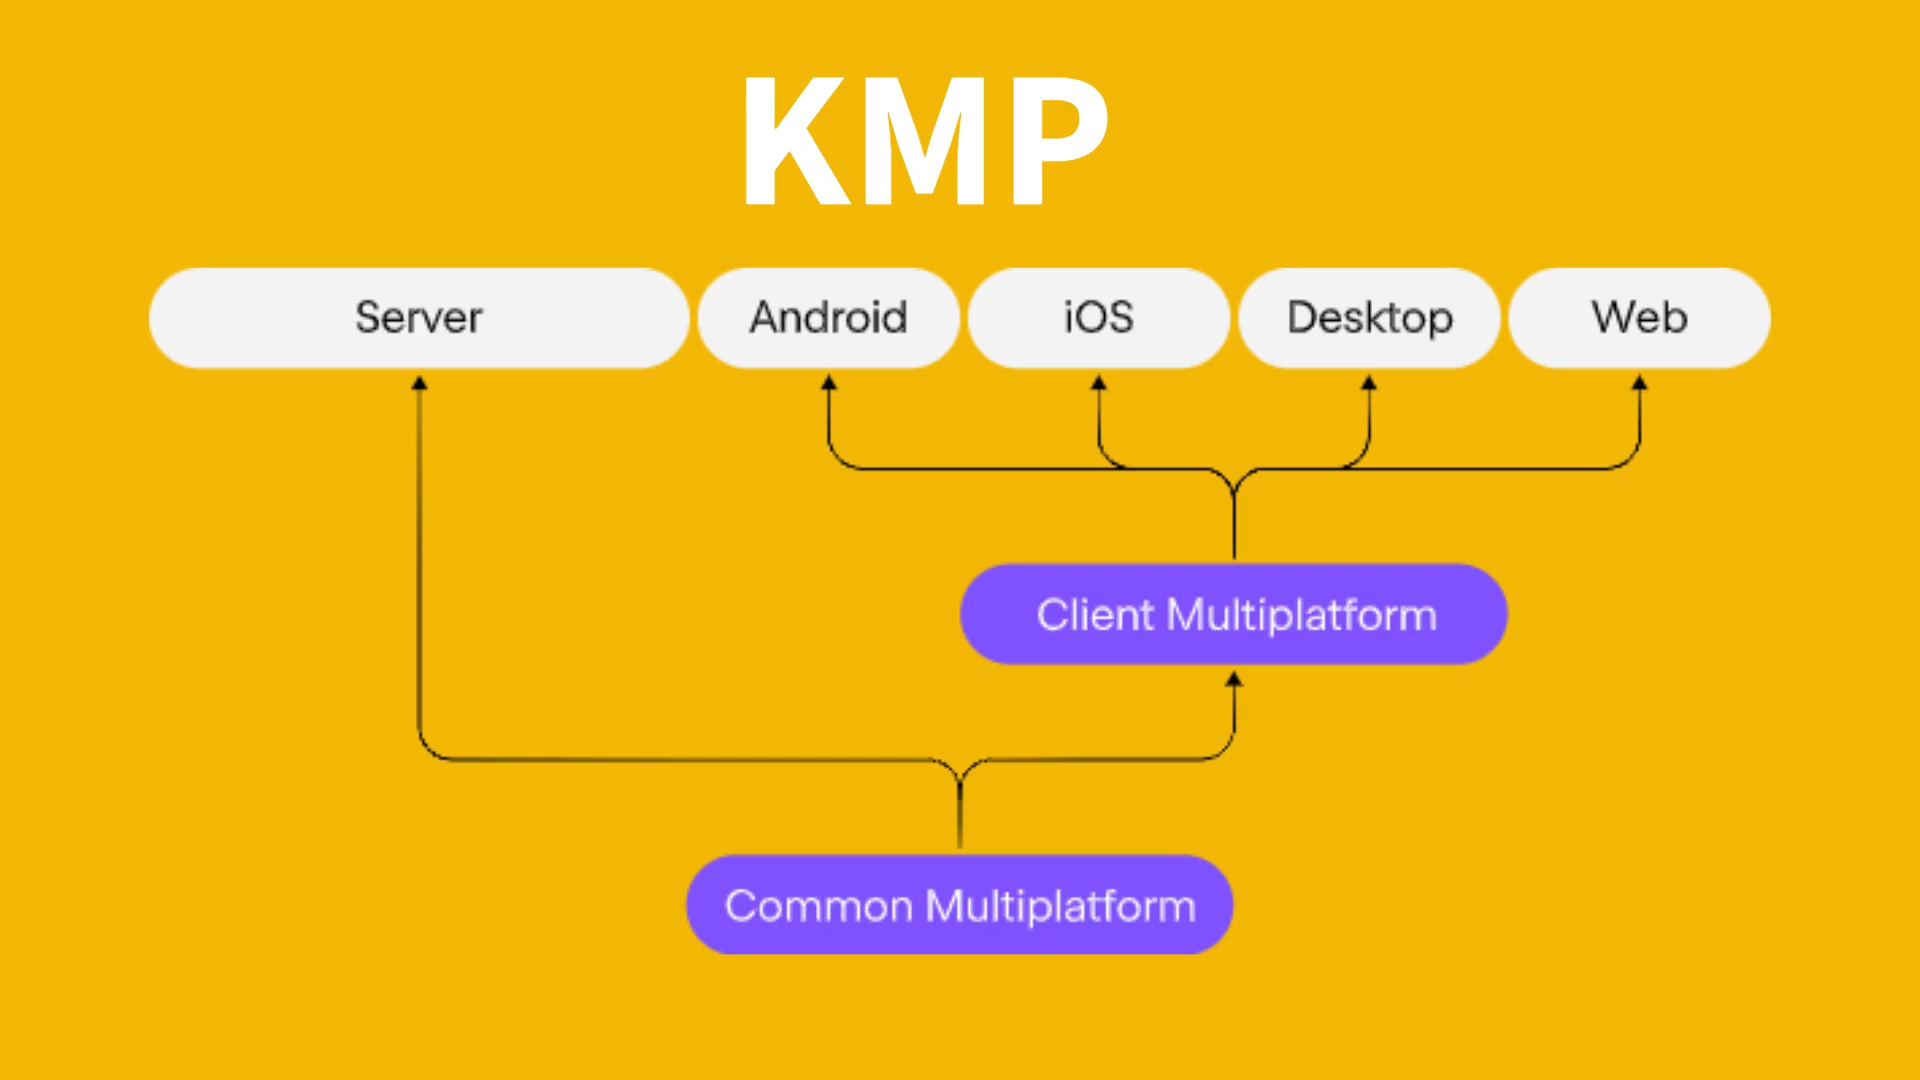 KMP
Server
Android
iOS
Desktop
Web
Client Multiplatform
Common Multiplatform